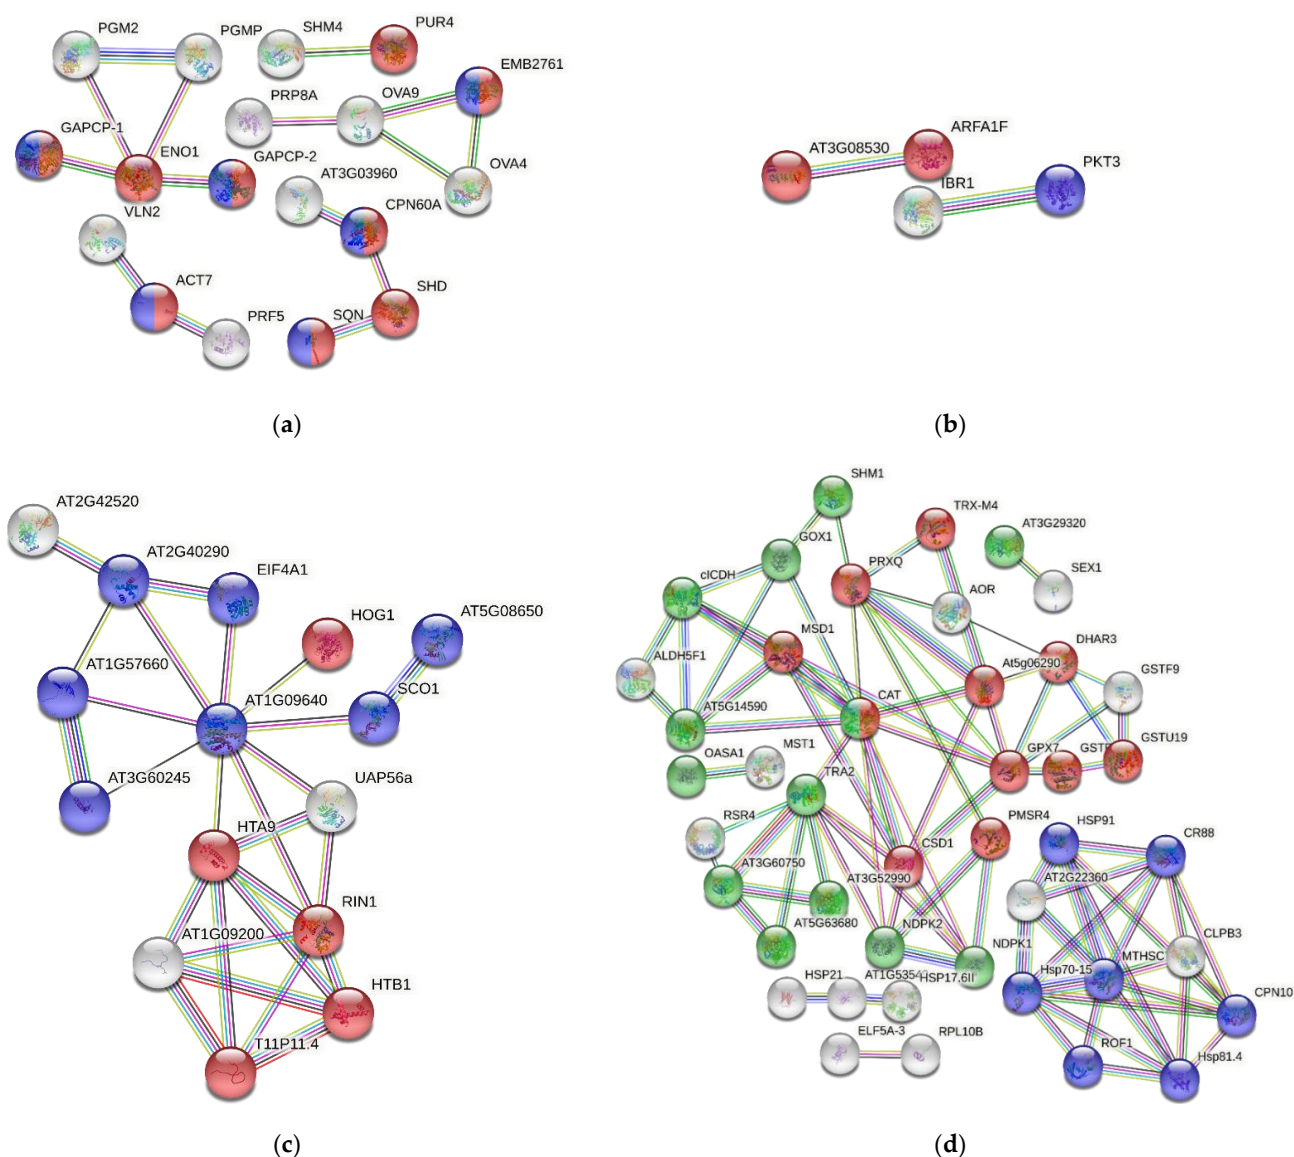 PGM2
PGMP
SHM4
PUR4
EMB2761
PRP8A
OVA9
GAPCP-1
ENO1
GAPCP-2
AT3G03960
OVA4
VLN2
CPN60A
ACT7
SHD
PRF5
SQN
(a)
ARFA1F
AT3G08530
IBR1
PKT3
(b)
AT2G42520
AT2G40290
EIF4A1
HOG1
AT5G08650
AT1G57660
AT1G09640
SCO1
AT3G60245
UAP56a
HTA9
RIN1
AT1G09200
HTB1
T11P11.4
(c)
SHM1
TRX-M4
AT3G29320
GOX1
PRXQ
SEX1
cICDH
AOR
MSD1
DHAR3
At5g06290
ALDH5F1
GSTF9
CAT
AT5G14590
OASA1
MST1
GPX7
GSTU19
TRA2
RSR4
PMSR4
HSP91
CR88
CSD1
AT3G60750
AT3G52990
AT2G22360
AT5G63680
NDPK2
NDPK1
CLPB3
MTHSC
Hsp70-15
HSP21
HSP17.6II
CPN10
ELF5A-3
RPL10B
ROF1
Hsp81.4
(d)